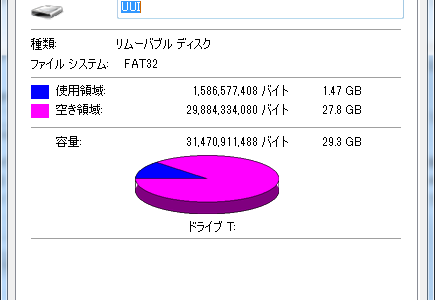 種類: リムーバブル ディスク
ファイル システム: FAT32
使用領域: 1,586,577,408 バイト 1.47 GB
空き領域: 29,884,334,080 バイト 27.8 GB
容量: 31,470,911,488 バイト 29.3 GB
ドライブ T: